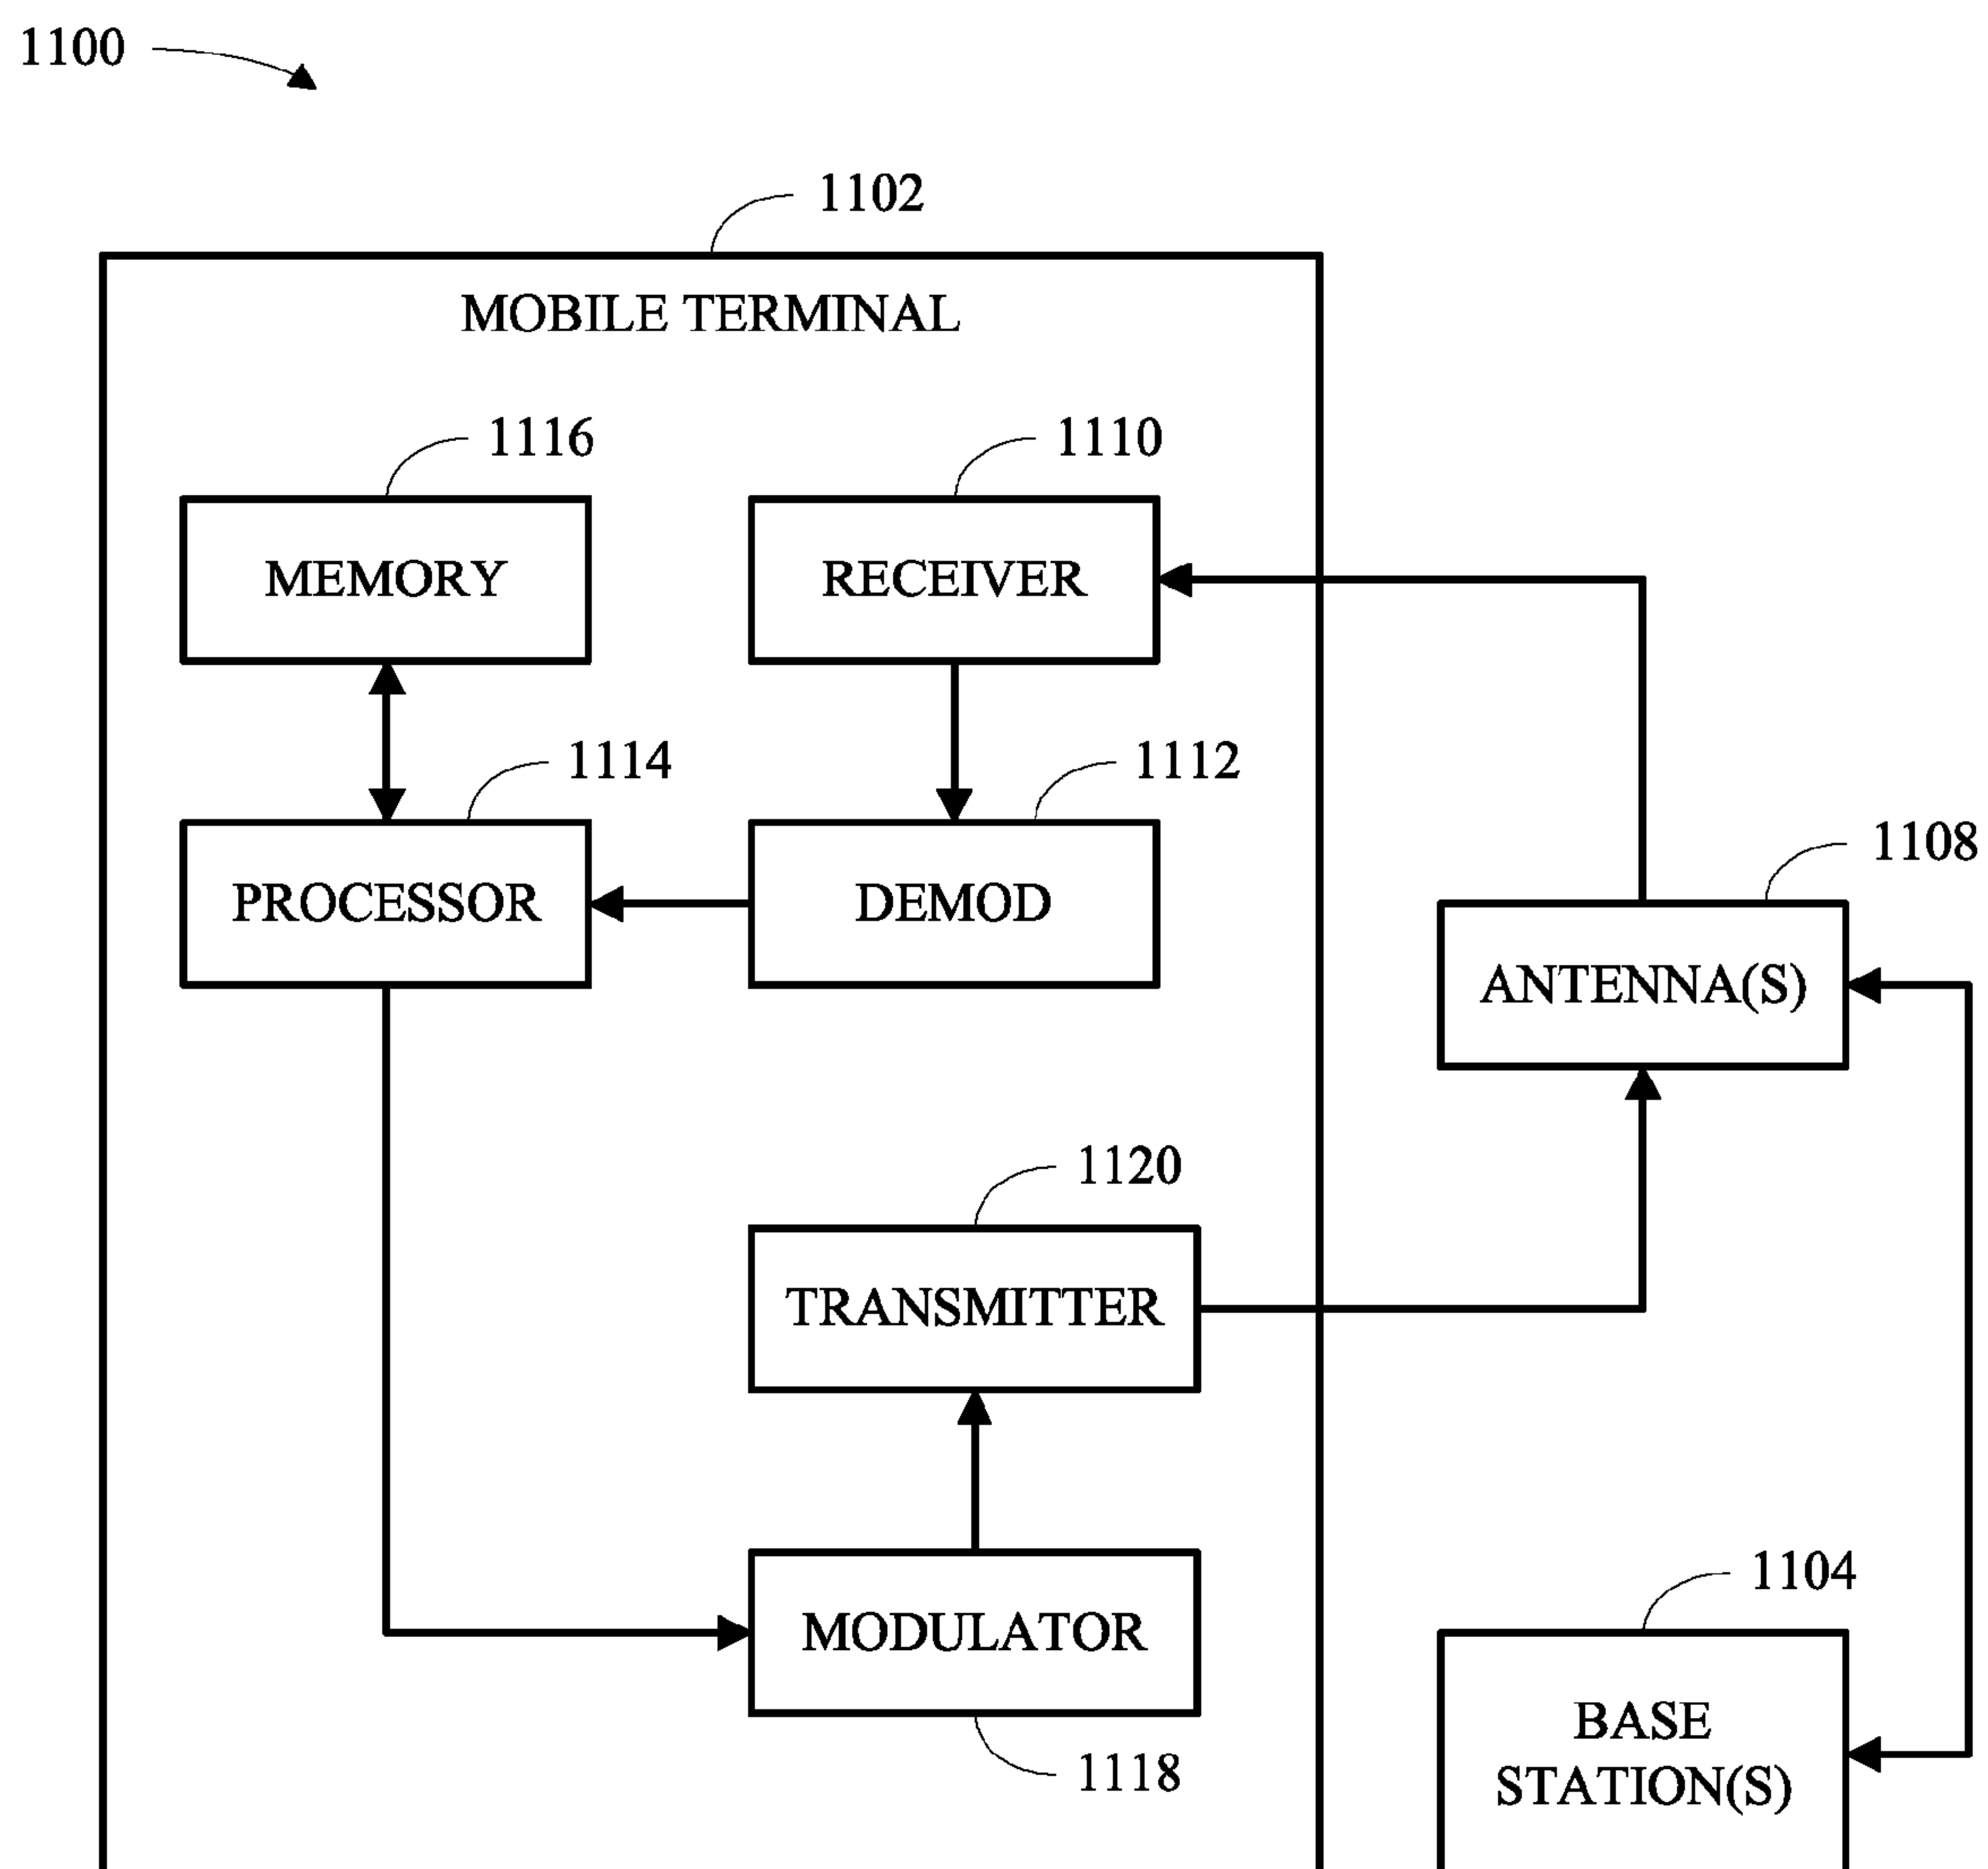 1100
1102
MOBILE TERMINAL
1116
1110
MEMORY
RECEIVER
1114
1112
1108
PROCESSOR
DEMOD
ANTENNA(S)
1120
TRANSMITTER
1104
MODULATOR
BASE
STATION(S)
1118